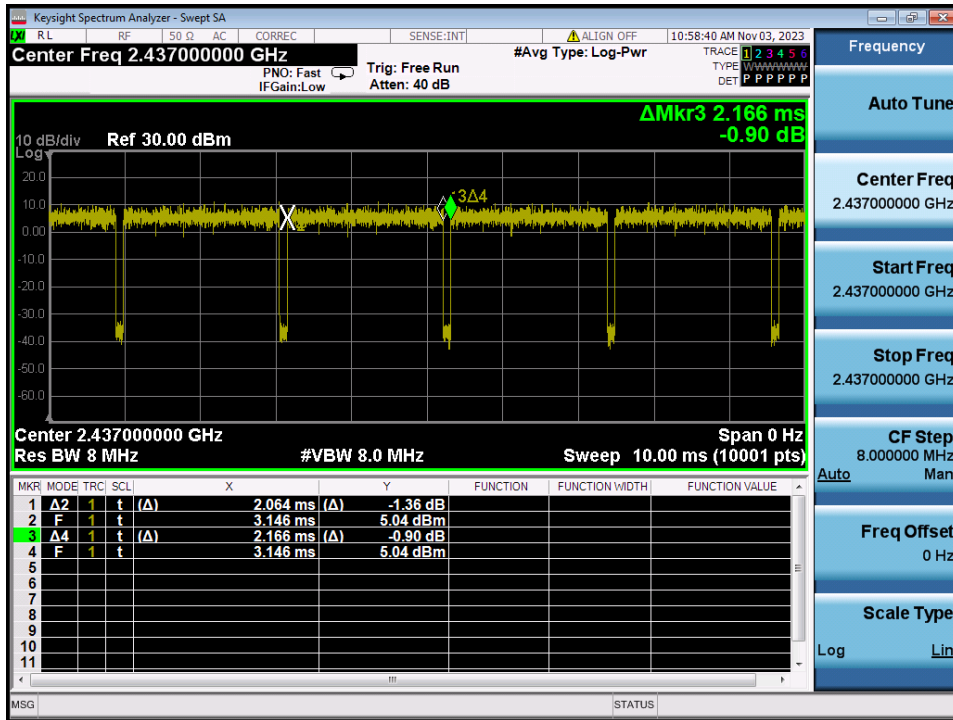 Keysight Spectrum Analyzer - Swept SA
LXI RL RF 50 Ω AC CORREC SENSE:INT ALIGN OFF 10:58:40 AM Nov 03, 2023
Center Freq 2.437000000 GHz
PNO: Fast
IFGain:Low
Trig: Free Run
Atten: 40 dB
#Avg Type: Log-Pwr
TRACE 1 2 3 4 5 6
TYPE WWWWWW
DET P P P P P P
ΔMkr3 2.166 ms
-0.90 dB
10 dB/div Ref 30.00 dBm
Log
20.0
10.0
0.00
-10.0
-20.0
-30.0
-40.0
-50.0
-60.0
X
3Δ4
Center 2.437000000 GHz Span 0 Hz
Res BW 8 MHz #VBW 8.0 MHz Sweep 10.00 ms (10001 pts)
MKR MODE TRC SCL X Y FUNCTION FUNCTION WIDTH FUNCTION VALUE
1 Δ2 1 t (Δ) 2.064 ms (Δ) -1.36 dB
2 F 1 t 3.146 ms 5.04 dBm
3 Δ4 1 t (Δ) 2.166 ms (Δ) -0.90 dB
4 F 1 t 3.146 ms 5.04 dBm
5
6
7
8
9
10
11
MSG STATUS
Frequency
Auto Tune
Center Freq
2.437000000 GHz
Start Freq
2.437000000 GHz
Stop Freq
2.437000000 GHz
CF Step
8.000000 MHz
Auto Man
Freq Offset
0 Hz
Scale Type
Log Lin